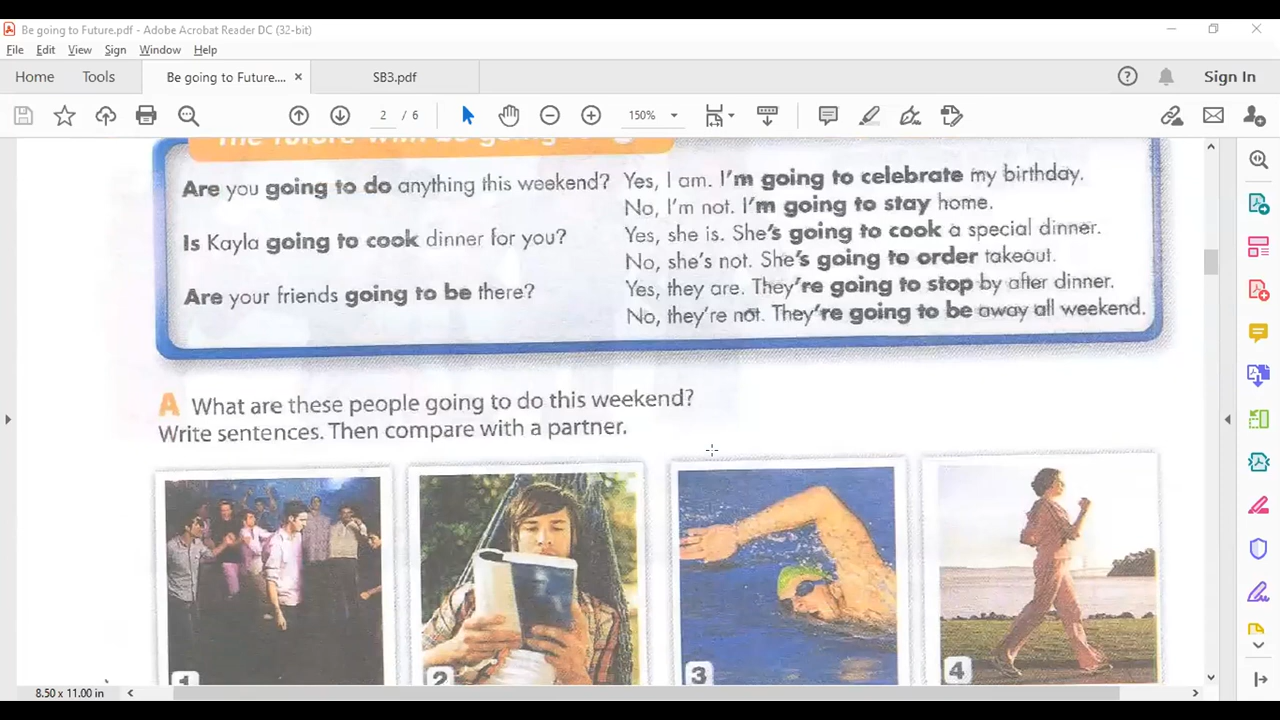 Be going to Future.pdf - Adobe Acrobat Reader DC (32-bit)
File Edit View Sign Window Help
Home Tools Be going to Future.... × SB3.pdf Sign In
2 / 6 150%
Are you going to do anything this weekend? Yes, I am. I'm going to celebrate my birthday.
No, I'm not. I'm going to stay home.
Is Kayla going to cook dinner for you? Yes, she is. She's going to cook a special dinner.
No, she's not. She's going to order takeout.
Are your friends going to be there? Yes, they are. They're going to stop by after dinner.
No, they're not. They're going to be away all weekend.
A What are these people going to do this weekend?
Write sentences. Then compare with a partner.
1 2 3 4
8.50 x 11.00 in